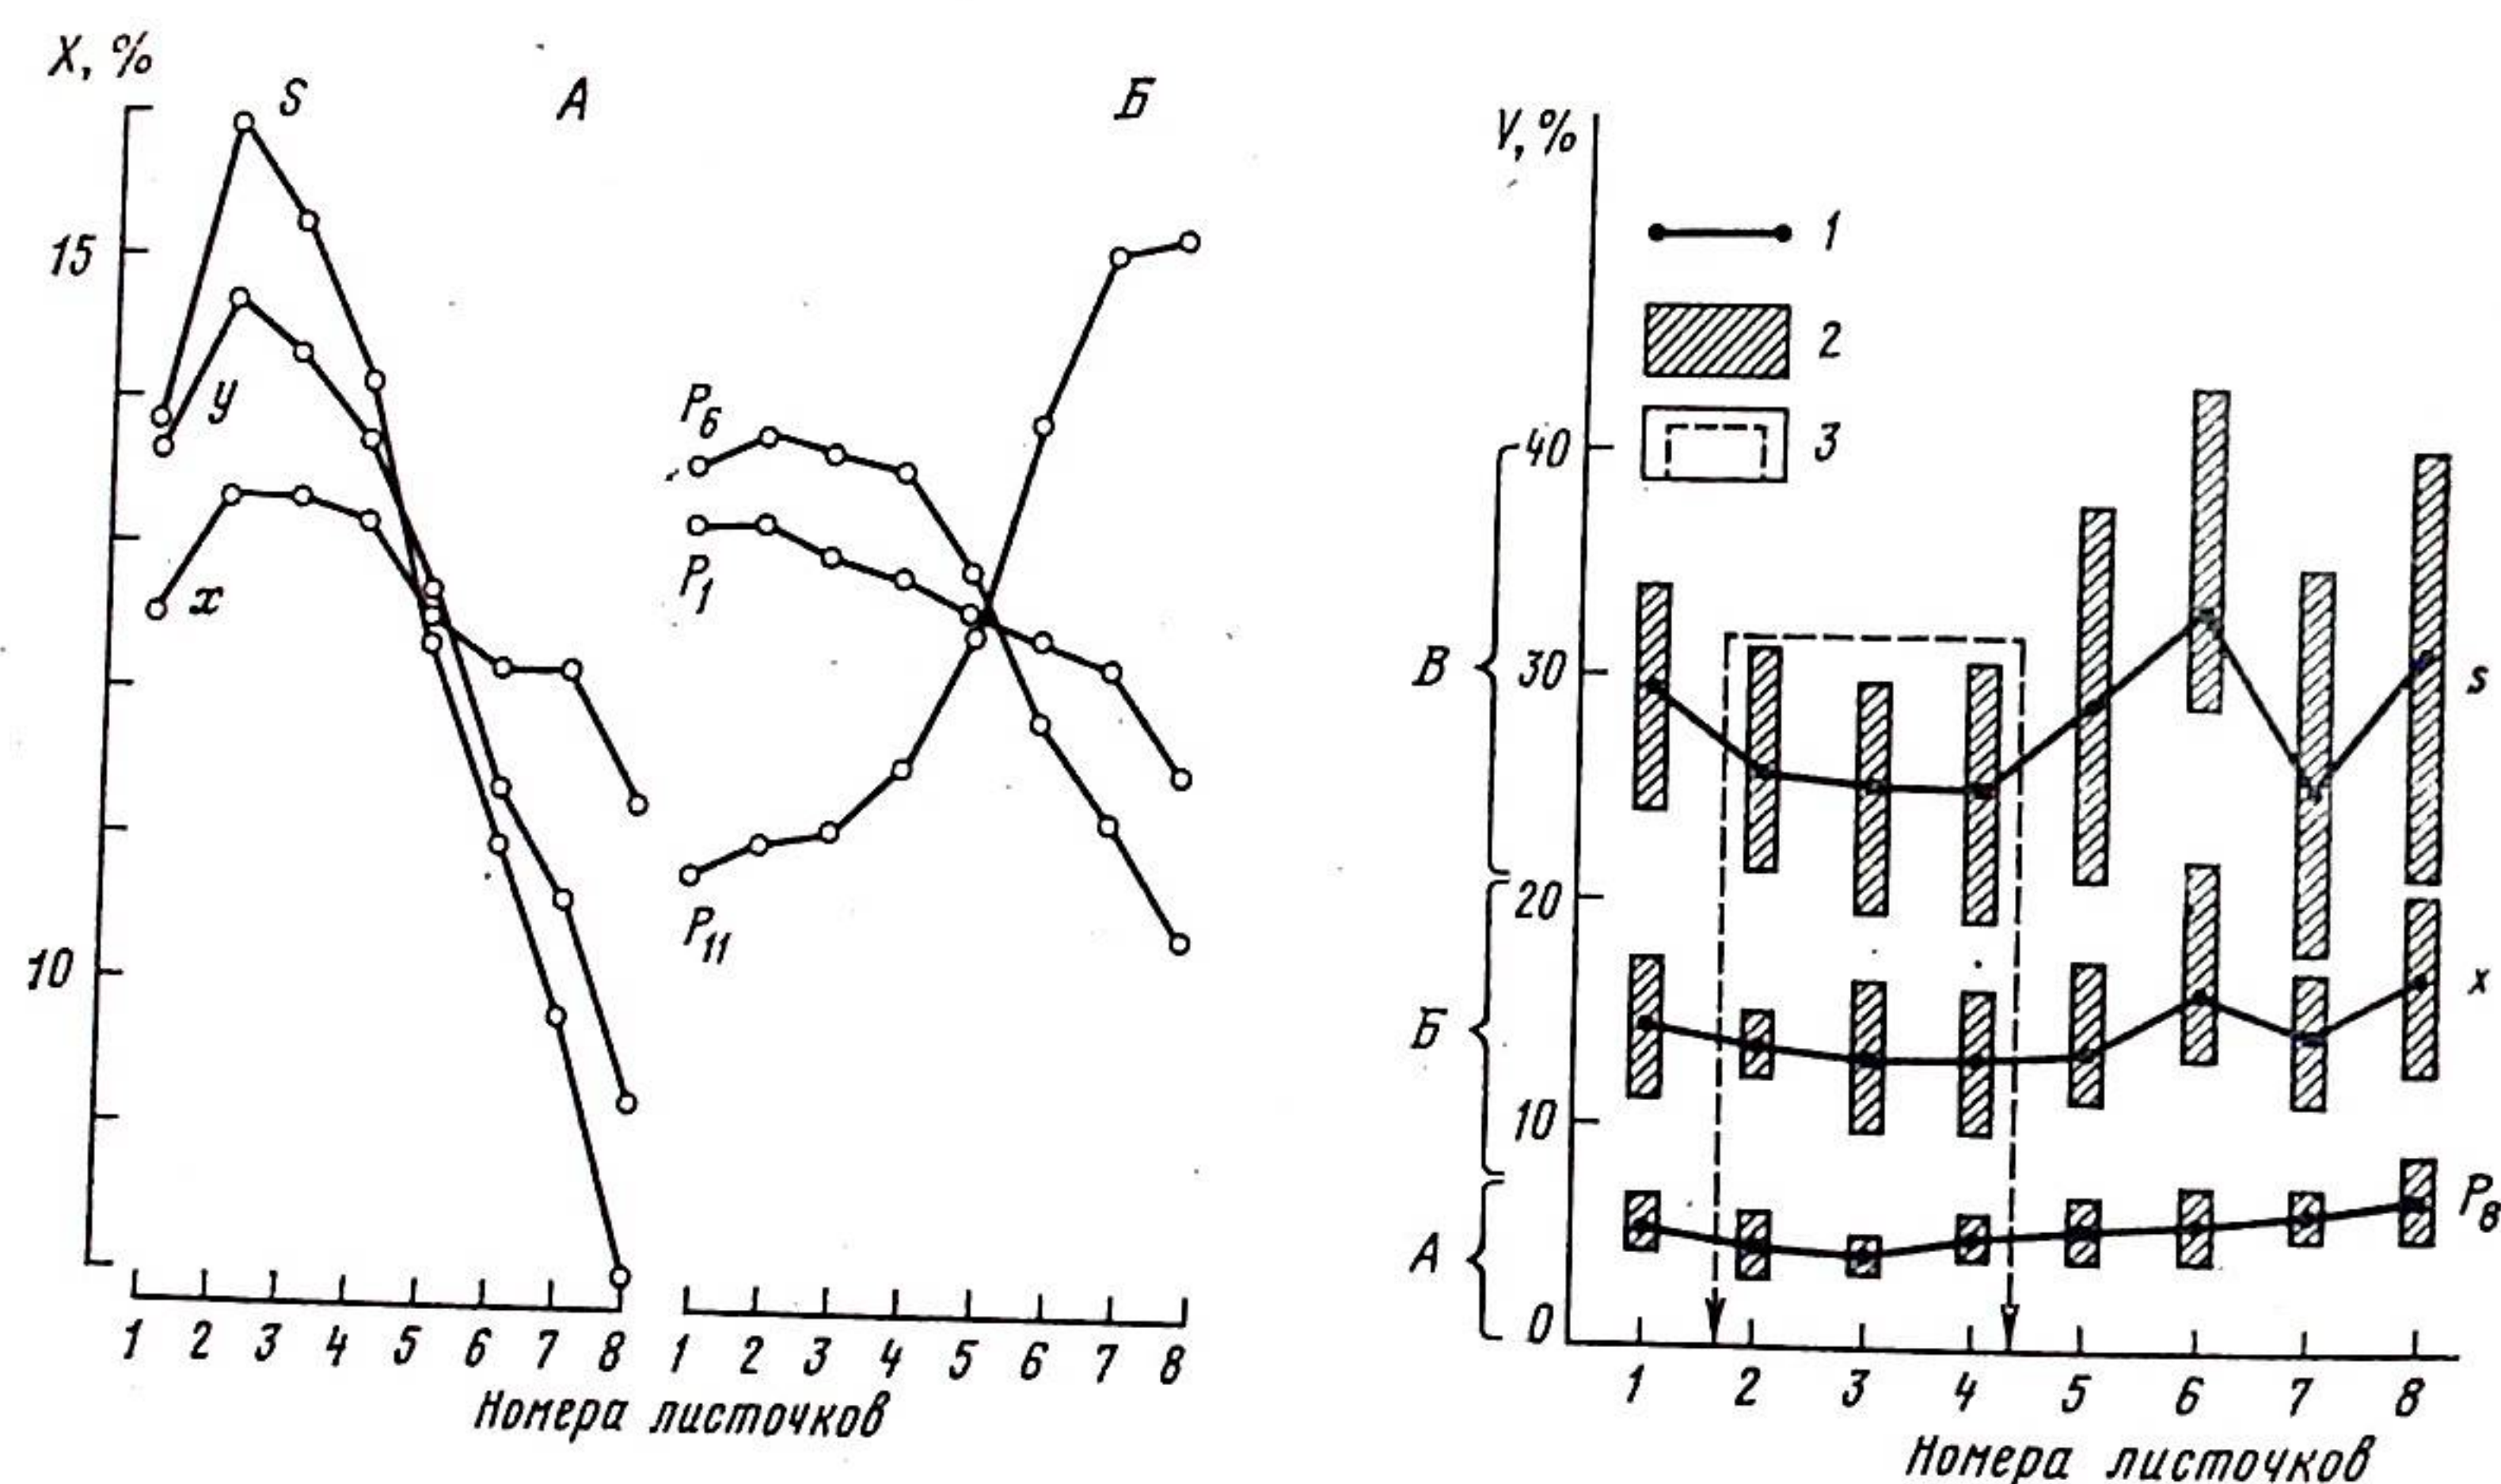 X, %
S
А
Б
15
y
x
10
P6
P1
P11
1 2 3 4 5 6 7 8
1 2 3 4 5 6 7 8
Номера листочков
V, %
1
2
3
40
30
20
10
0
В
Б
А
s
x
P8
1 2 3 4 5 6 7 8
Номера листочков